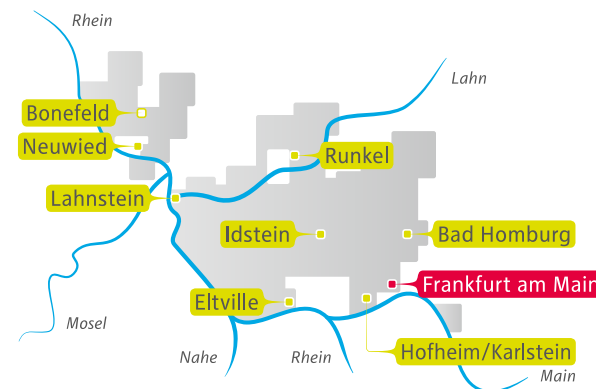 Rhein
Lahn
Bonefeld
Neuwied
Runkel
Lahnstein
Idstein
Bad Homburg
Frankfurt am Main
Eltville
Mosel
Nahe
Rhein
Hofheim/Karlstein
Main